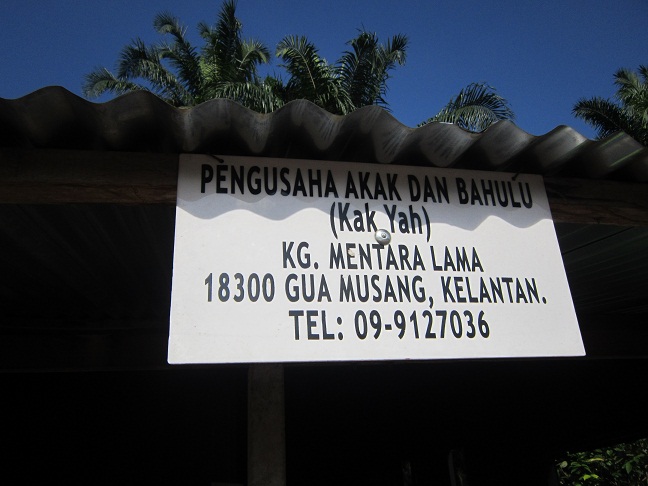 PENGUSAHA AKAK DAN BAHULU
(Kak Yah)
KG. MENTARA LAMA
18300 GUA MUSANG, KELANTAN.
TEL: 09-9127036